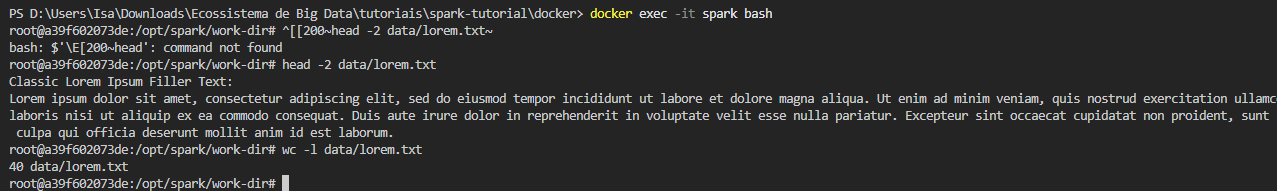 PS D:\Users\Isa\Downloads\Ecossistema de Big Data\tutoriais\spark-tutorial\docker> docker exec -it spark bash
root@a39f602073de:/opt/spark/work-dir# ^[[200~head -2 data/lorem.txt~
bash: $'\E[200~head': command not found
root@a39f602073de:/opt/spark/work-dir# head -2 data/lorem.txt
Classic Lorem Ipsum Filler Text:
Lorem ipsum dolor sit amet, consectetur adipiscing elit, sed do eiusmod tempor incididunt ut labore et dolore magna aliqua. Ut enim ad minim veniam, quis nostrud exercitation ullamco
laboris nisi ut aliquip ex ea commodo consequat. Duis aute irure dolor in reprehenderit in voluptate velit esse nulla pariatur. Excepteur sint occaecat cupidatat non proident, sunt
culpa qui officia deserunt mollit anim id est laborum.
root@a39f602073de:/opt/spark/work-dir# wc -l data/lorem.txt
40 data/lorem.txt
root@a39f602073de:/opt/spark/work-dir#